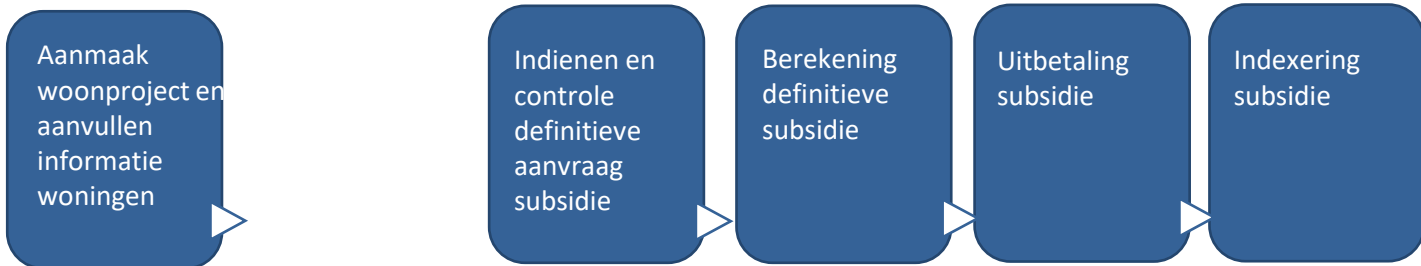 Aanmaak
woonproject en
aanvullen
informatie
woningen
Indienen en
controle
definitieve
aanvraag
subsidie
Berekening
definitieve
subsidie
Uitbetaling
subsidie
Indexering
subsidie